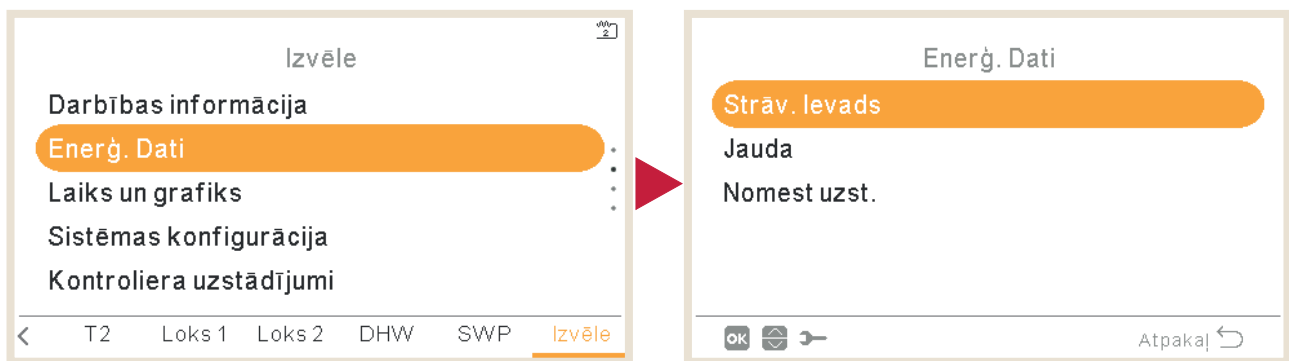 2
Izvēle
Darbības informācija
Enerģ. Dati
Laiks un grafiks
Sistēmas konfigurācija
Kontroliera uzstādījumi
T2 Loks 1 Loks 2 DHW SWP Izvēle
Enerģ. Dati
Strāv. Ievads
Jauda
Nomest uzst.
OK Atpakaļ